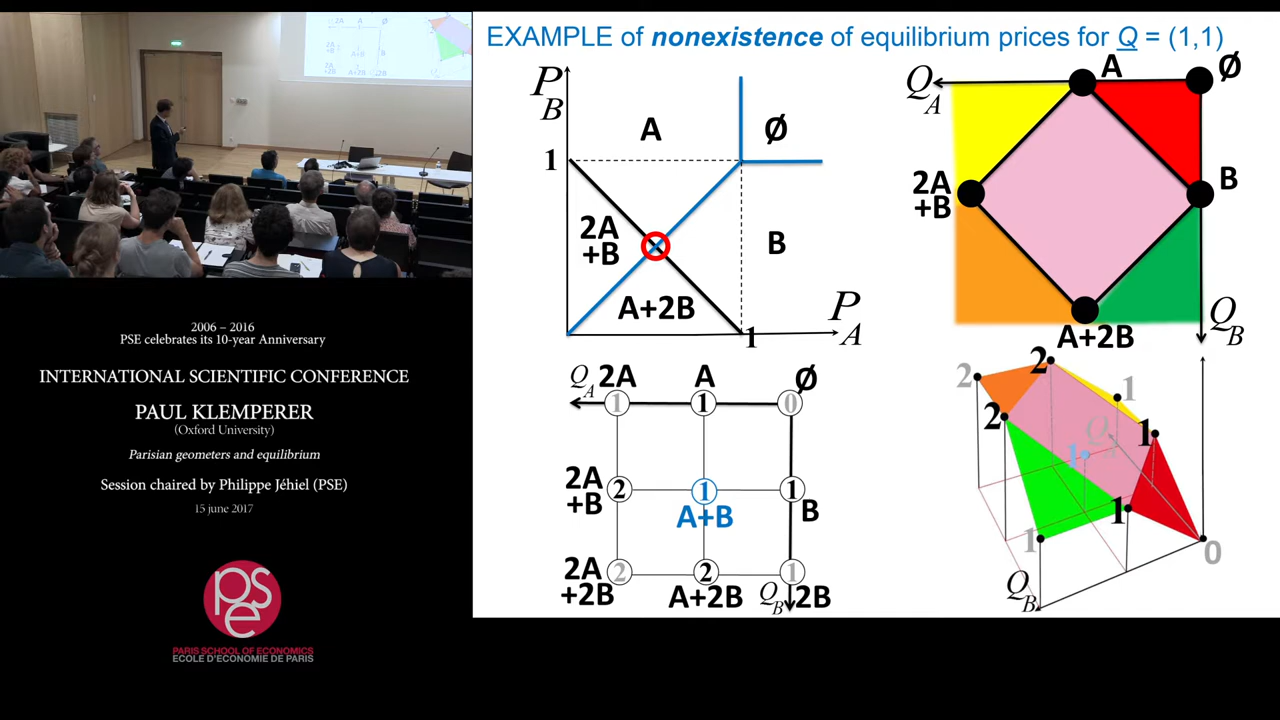 EXAMPLE of nonexistence of equilibrium prices for Q = (1,1)
P
B
A
Ø
1
2A
+B
B
A+2B
P
A
1
Q
A
A
Ø
2A
+B
B
A+2B
Q
B
Q
A
2A
A
Ø
1
1
0
2A
+B
2
1
1
A+B
B
2A
+2B
2
2
1
A+2B
Q
B
2B
2
2
1
2
Q
A
1
1
1
1
0
Q
B
2006 – 2016
PSE celebrates its 10-year Anniversary
INTERNATIONAL SCIENTIFIC CONFERENCE
PAUL KLEMPERER
(Oxford University)
Parisian geometers and equilibrium
Session chaired by Philippe Jéhiel (PSE)
15 june 2017
pse
PARIS SCHOOL OF ECONOMICS
ECOLE D'ECONOMIE DE PARIS